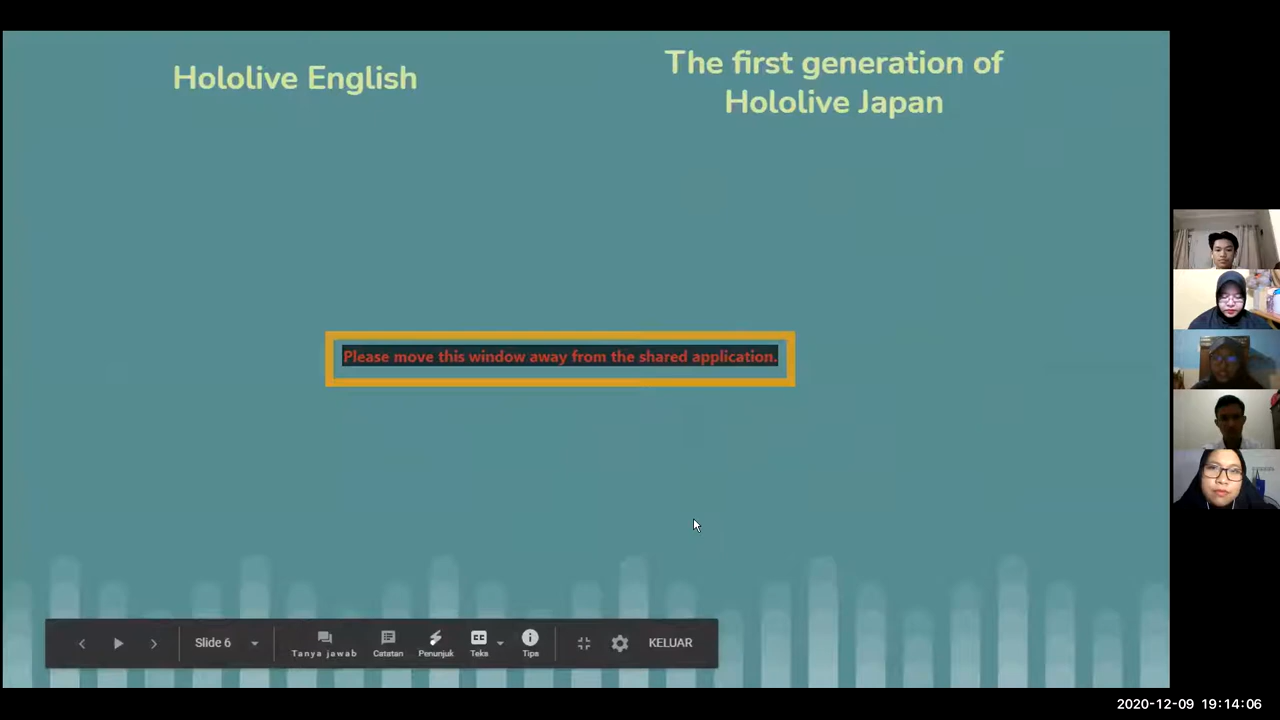 Hololive English
The first generation of
Hololive Japan
Please move this window away from the shared application.
Slide 6
Tanya jawab
Catatan
Penunjuk
CC
Teks
Tips
KELUAR
2020-12-09 19:14:06